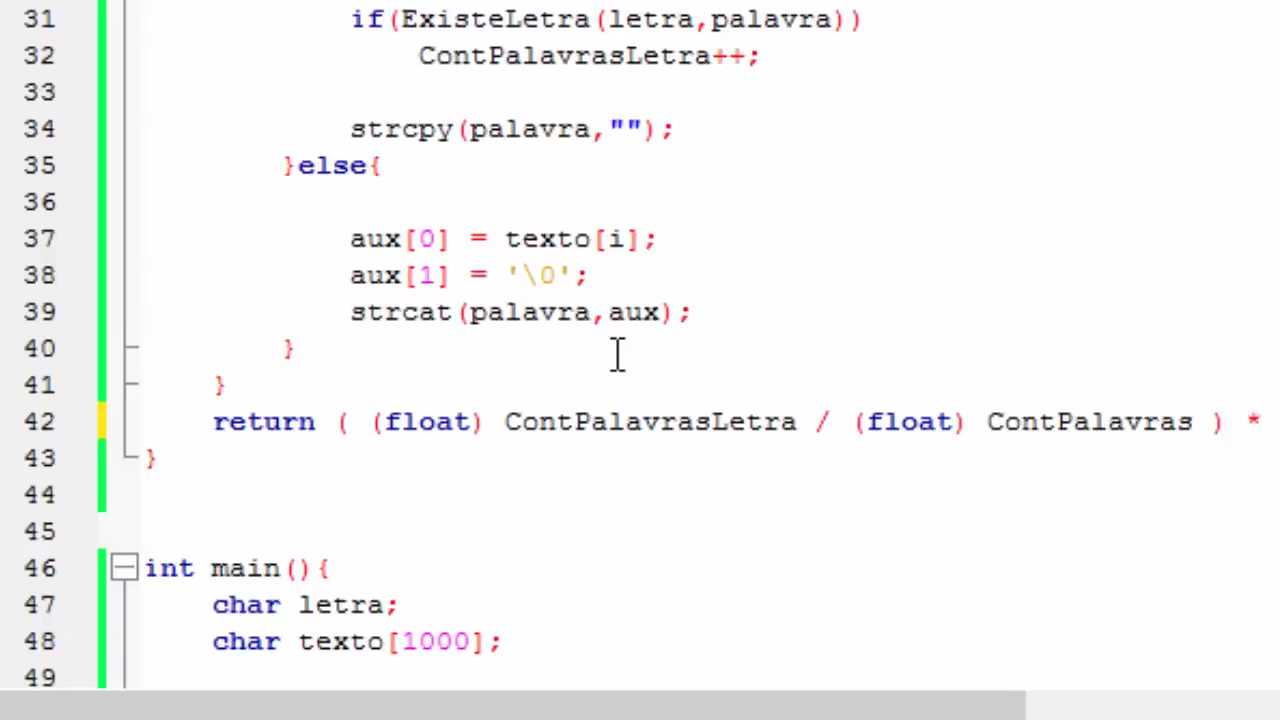 31 if(ExisteLetra(letra,palavra))
32 ContPalavrasLetra++;
33
34 strcpy(palavra,"");
35 }else{
36
37 aux[0] = texto[i];
38 aux[1] = '\0';
39 strcat(palavra,aux);
40 }
41 }
42 return ( (float) ContPalavrasLetra / (float) ContPalavras ) *
43 }
44
45
46 int main(){
47 char letra;
48 char texto[1000];
49